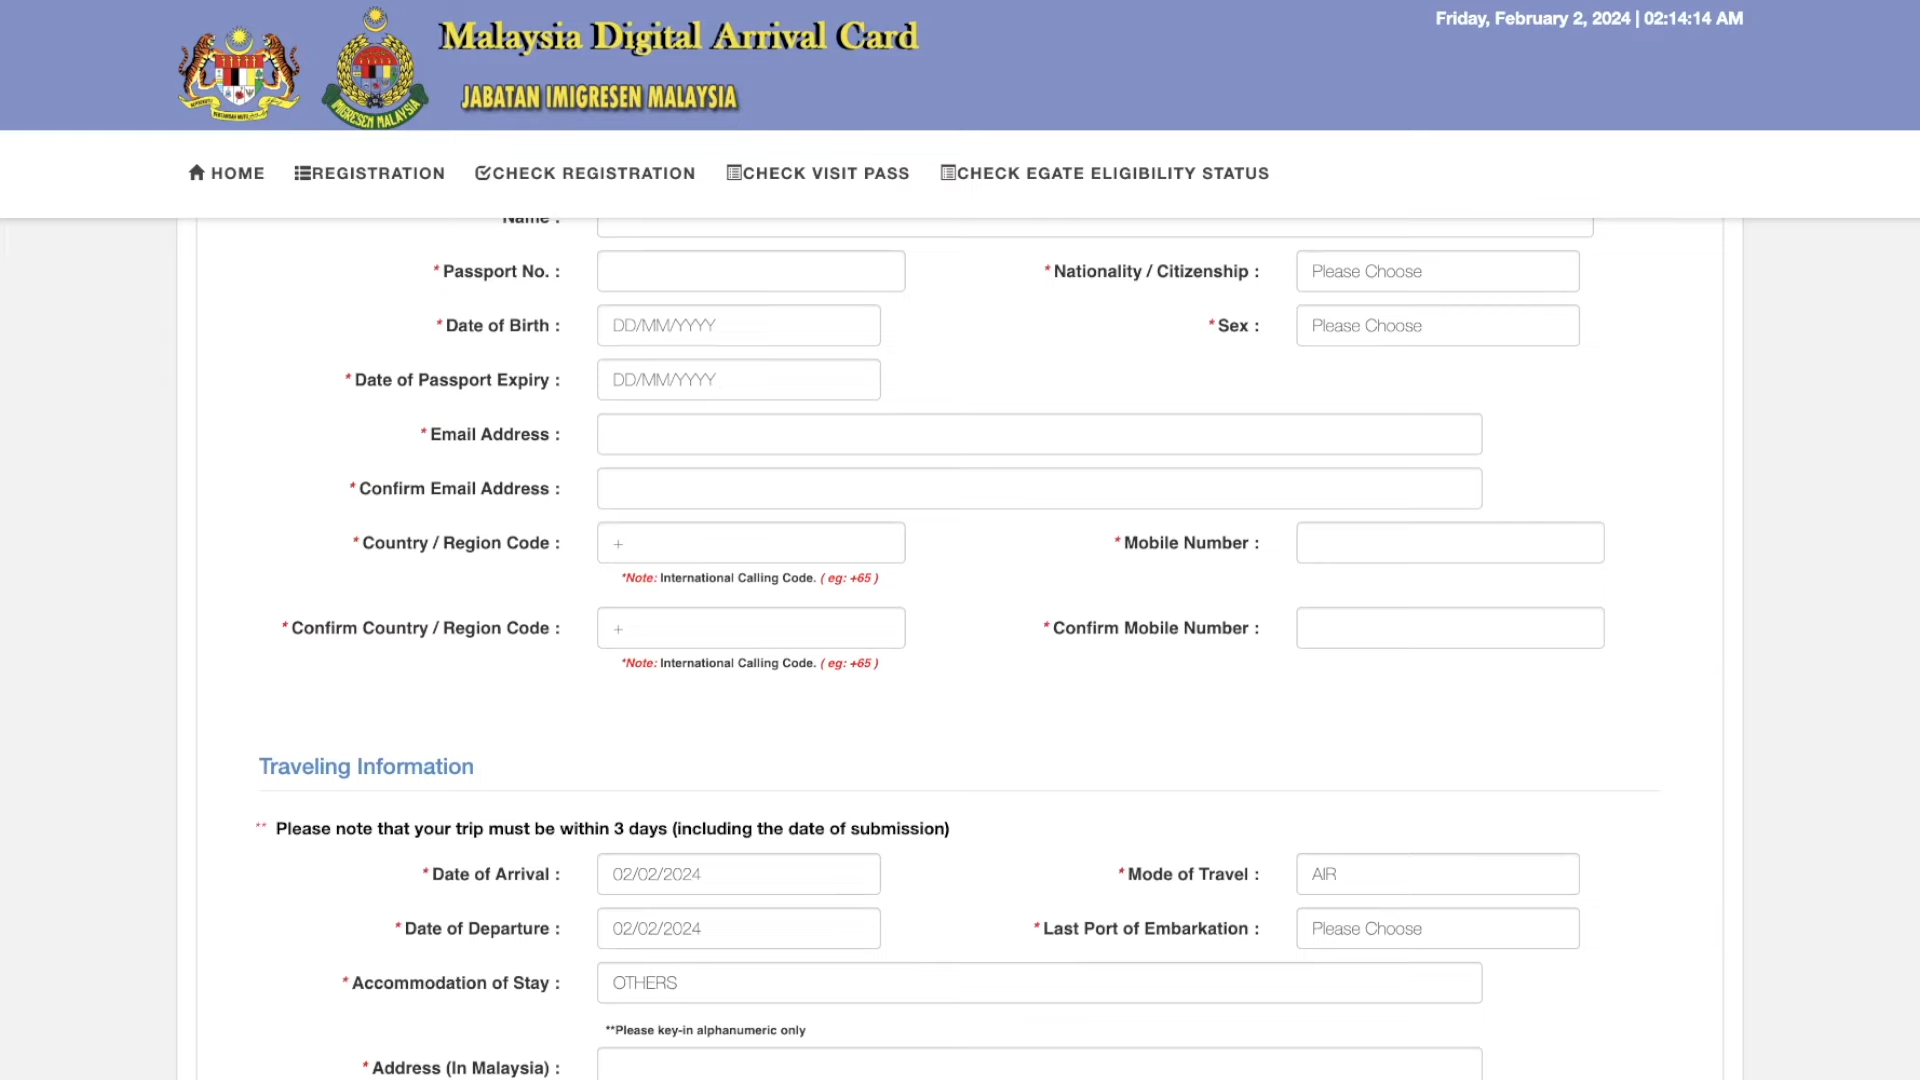 Friday, February 2, 2024 | 02:14:14 AM
Malaysia Digital Arrival Card
JABATAN IMIGRESEN MALAYSIA
IMIGRESEN MALAYSIA
HOME REGISTRATION CHECK REGISTRATION CHECK VISIT PASS CHECK EGATE ELIGIBILITY STATUS
Name :
* Passport No. : * Nationality / Citizenship : Please Choose
* Date of Birth : DD/MM/YYYY * Sex : Please Choose
* Date of Passport Expiry : DD/MM/YYYY
* Email Address :
* Confirm Email Address :
* Country / Region Code : + * Mobile Number :
*Note: International Calling Code. ( eg: +65 )
* Confirm Country / Region Code : + * Confirm Mobile Number :
*Note: International Calling Code. ( eg: +65 )
Traveling Information
** Please note that your trip must be within 3 days (including the date of submission)
* Date of Arrival : 02/02/2024 * Mode of Travel : AIR
* Date of Departure : 02/02/2024 * Last Port of Embarkation : Please Choose
* Accommodation of Stay : OTHERS
**Please key-in alphanumeric only
* Address (In Malaysia) :